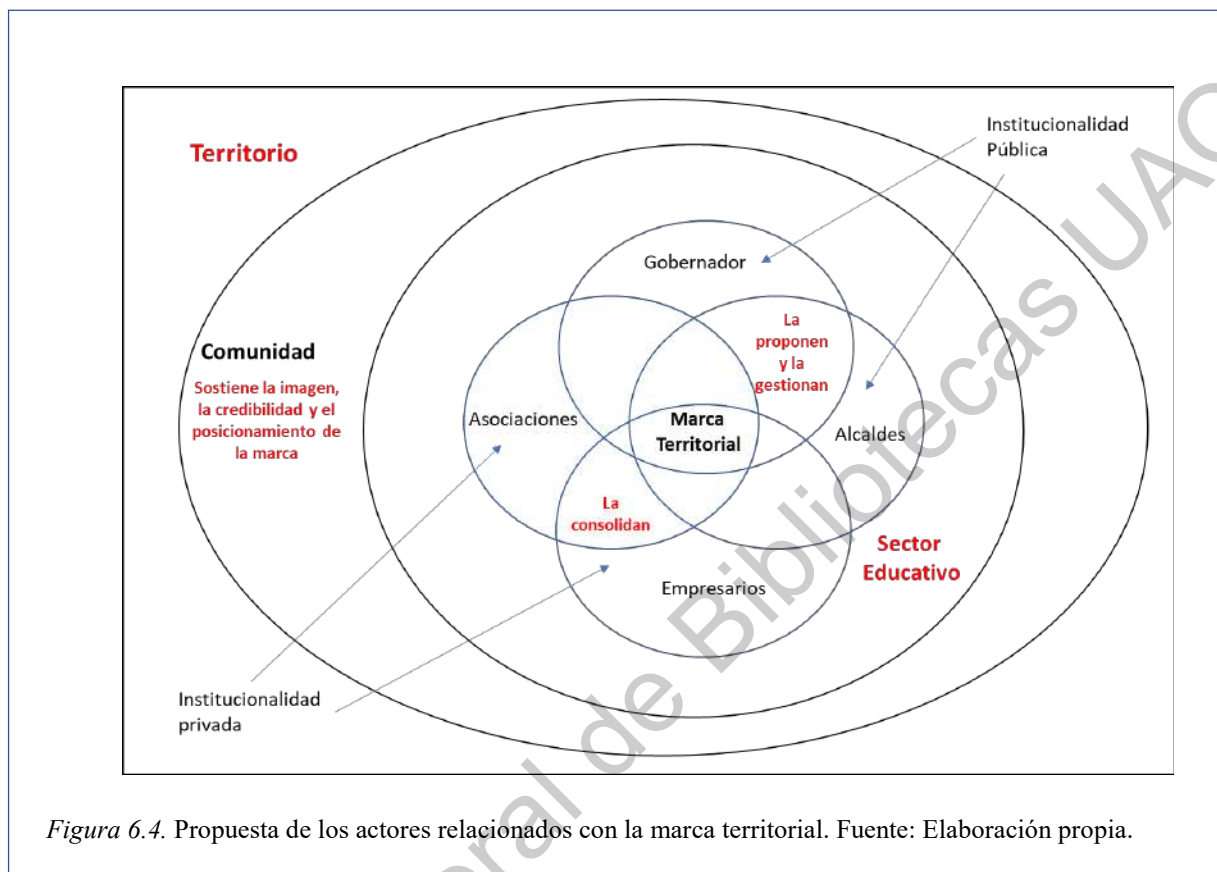 Territorio
Institucionalidad
Pública
Gobernador
La
proponen
y la
gestionan
Comunidad
Sostiene la imagen,
la credibilidad y el
posicionamiento de
la marca
Asociaciones
Marca
Territorial
Alcaldes
La
consolidan
Sector
Educativo
Empresarios
Institucionalidad
privada
Figura 6.4. Propuesta de los actores relacionados con la marca territorial. Fuente: Elaboración propia.
de Bibliotecas